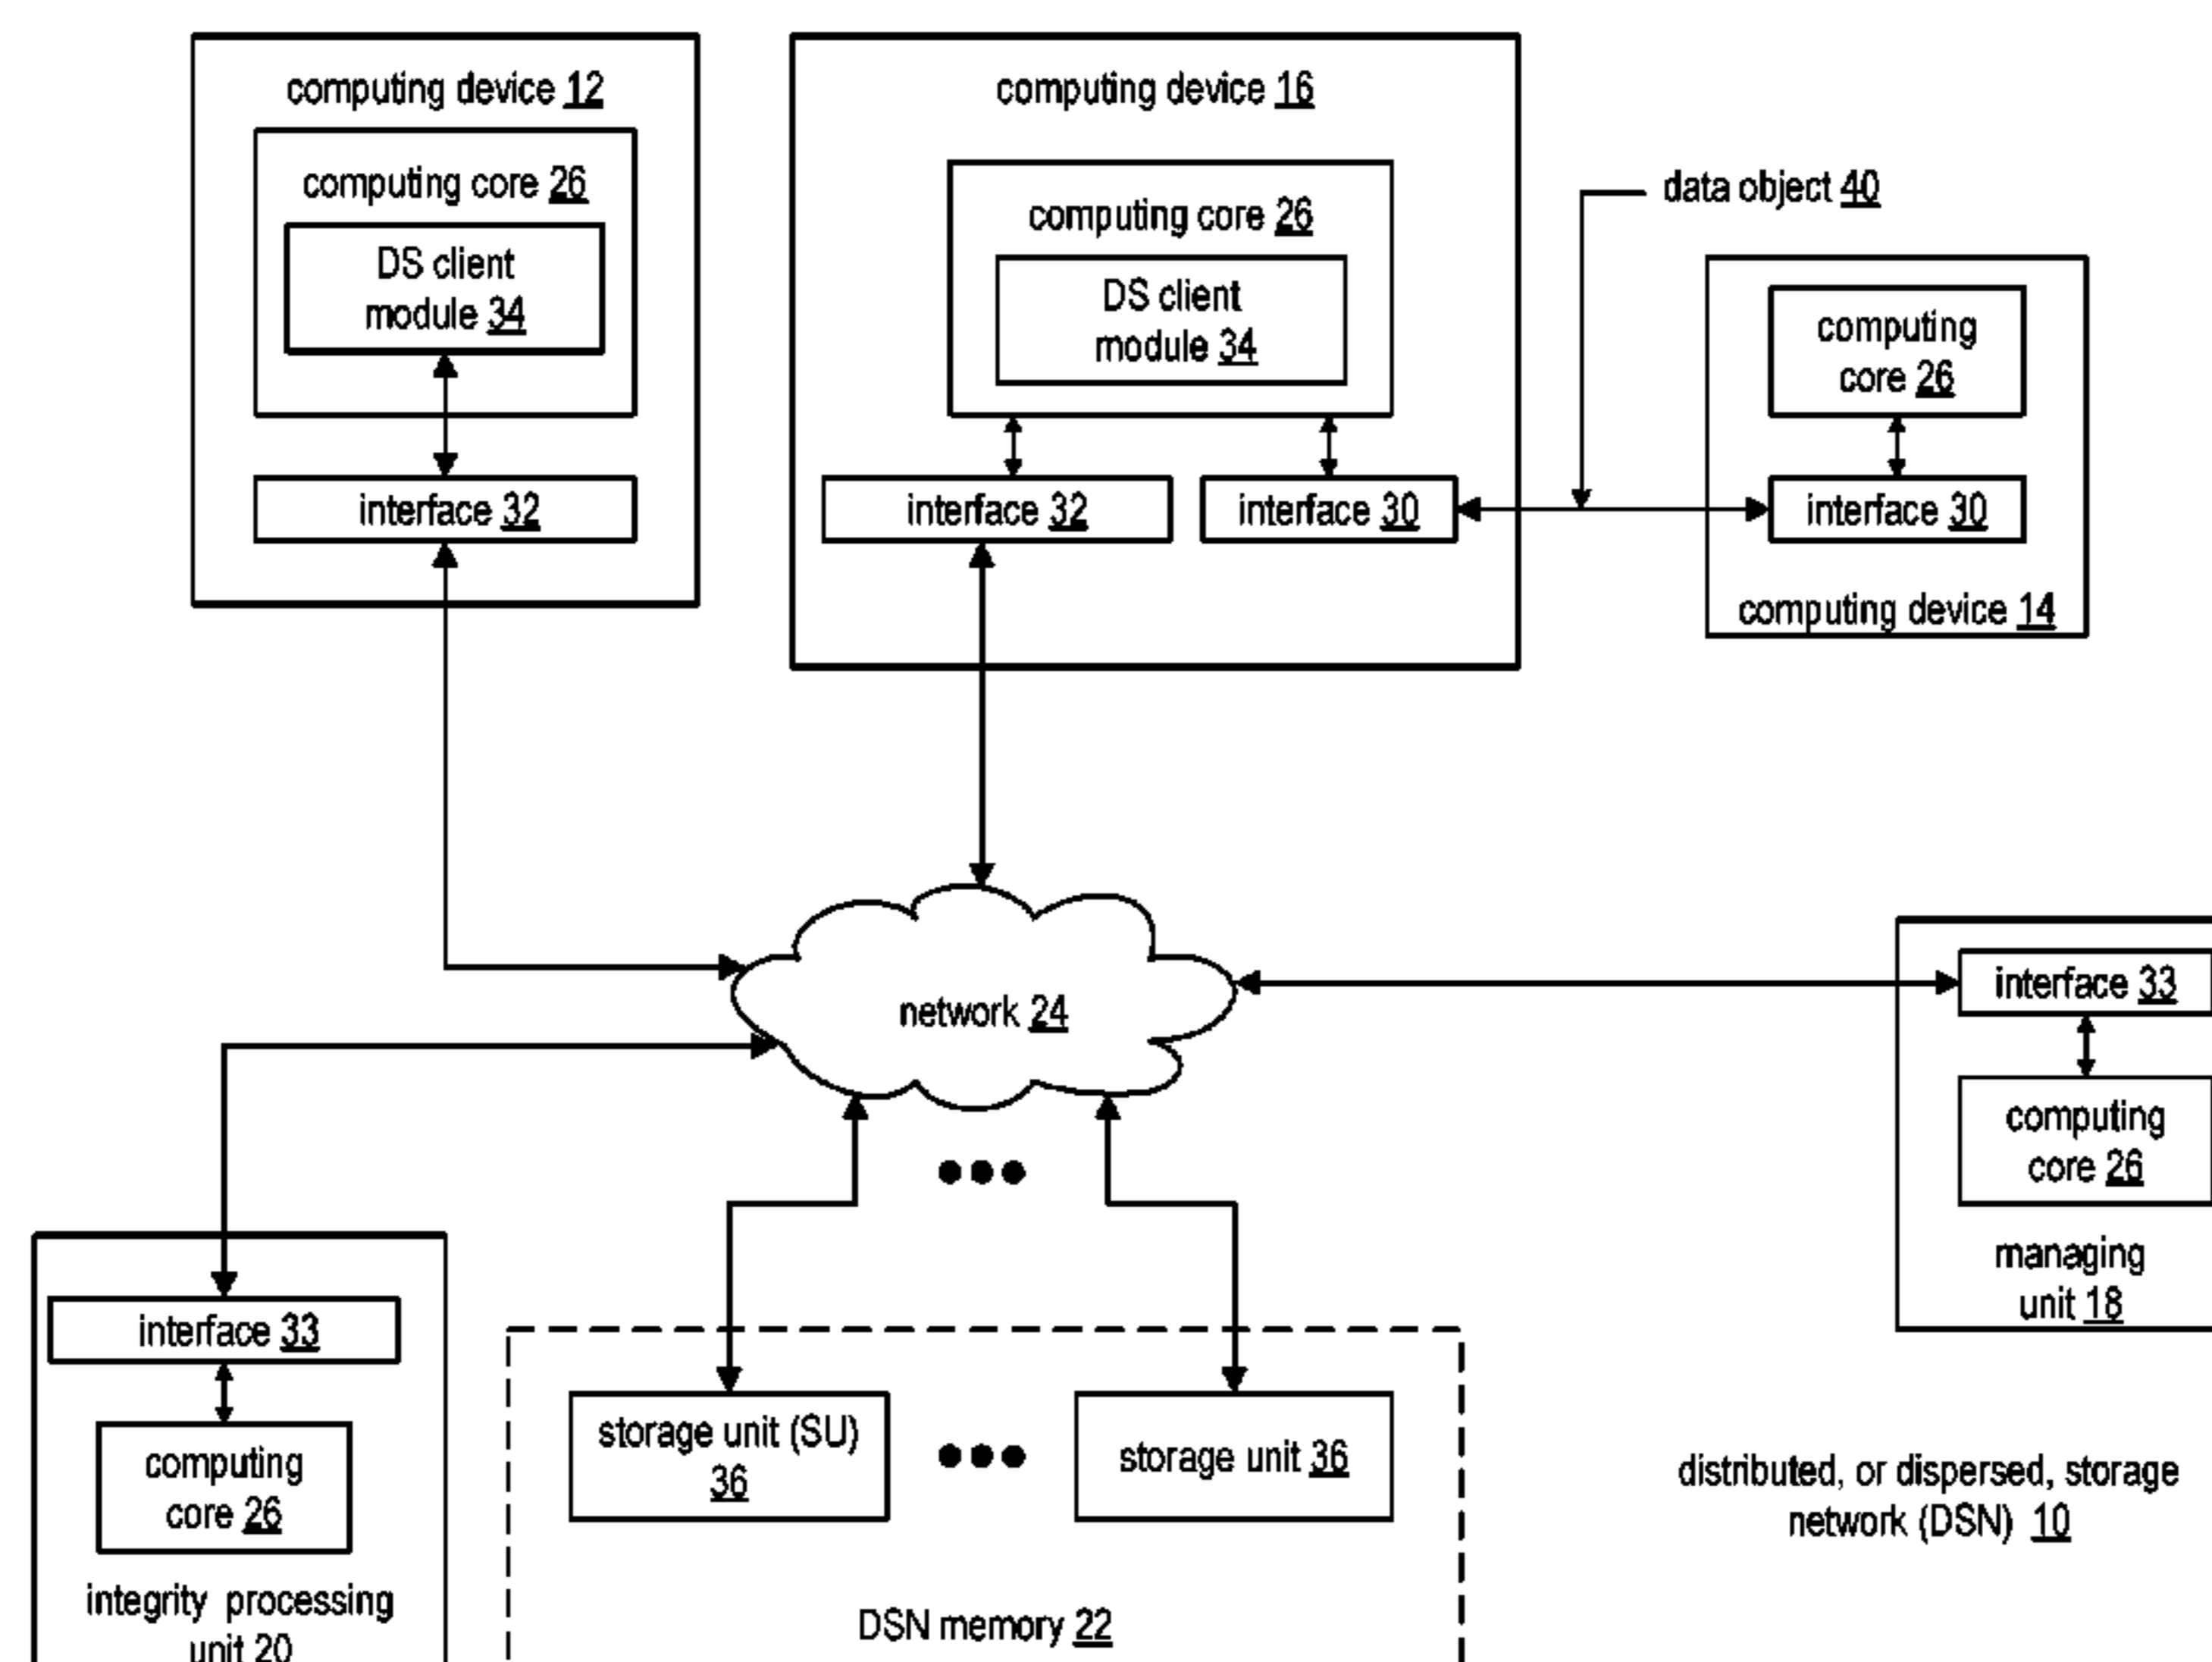 computing device 12
computing core 26
DS client
module 34
interface 32
computing device 16
computing core 26
DS client
module 34
interface 32
interface 30
data object 40
computing
core 26
interface 30
computing device 14
network 24
interface 33
computing
core 26
managing
unit 18
interface 33
computing
core 26
integrity processing
unit 20
storage unit (SU)
36
storage unit 36
DSN memory 22
distributed, or dispersed, storage
network (DSN) 10